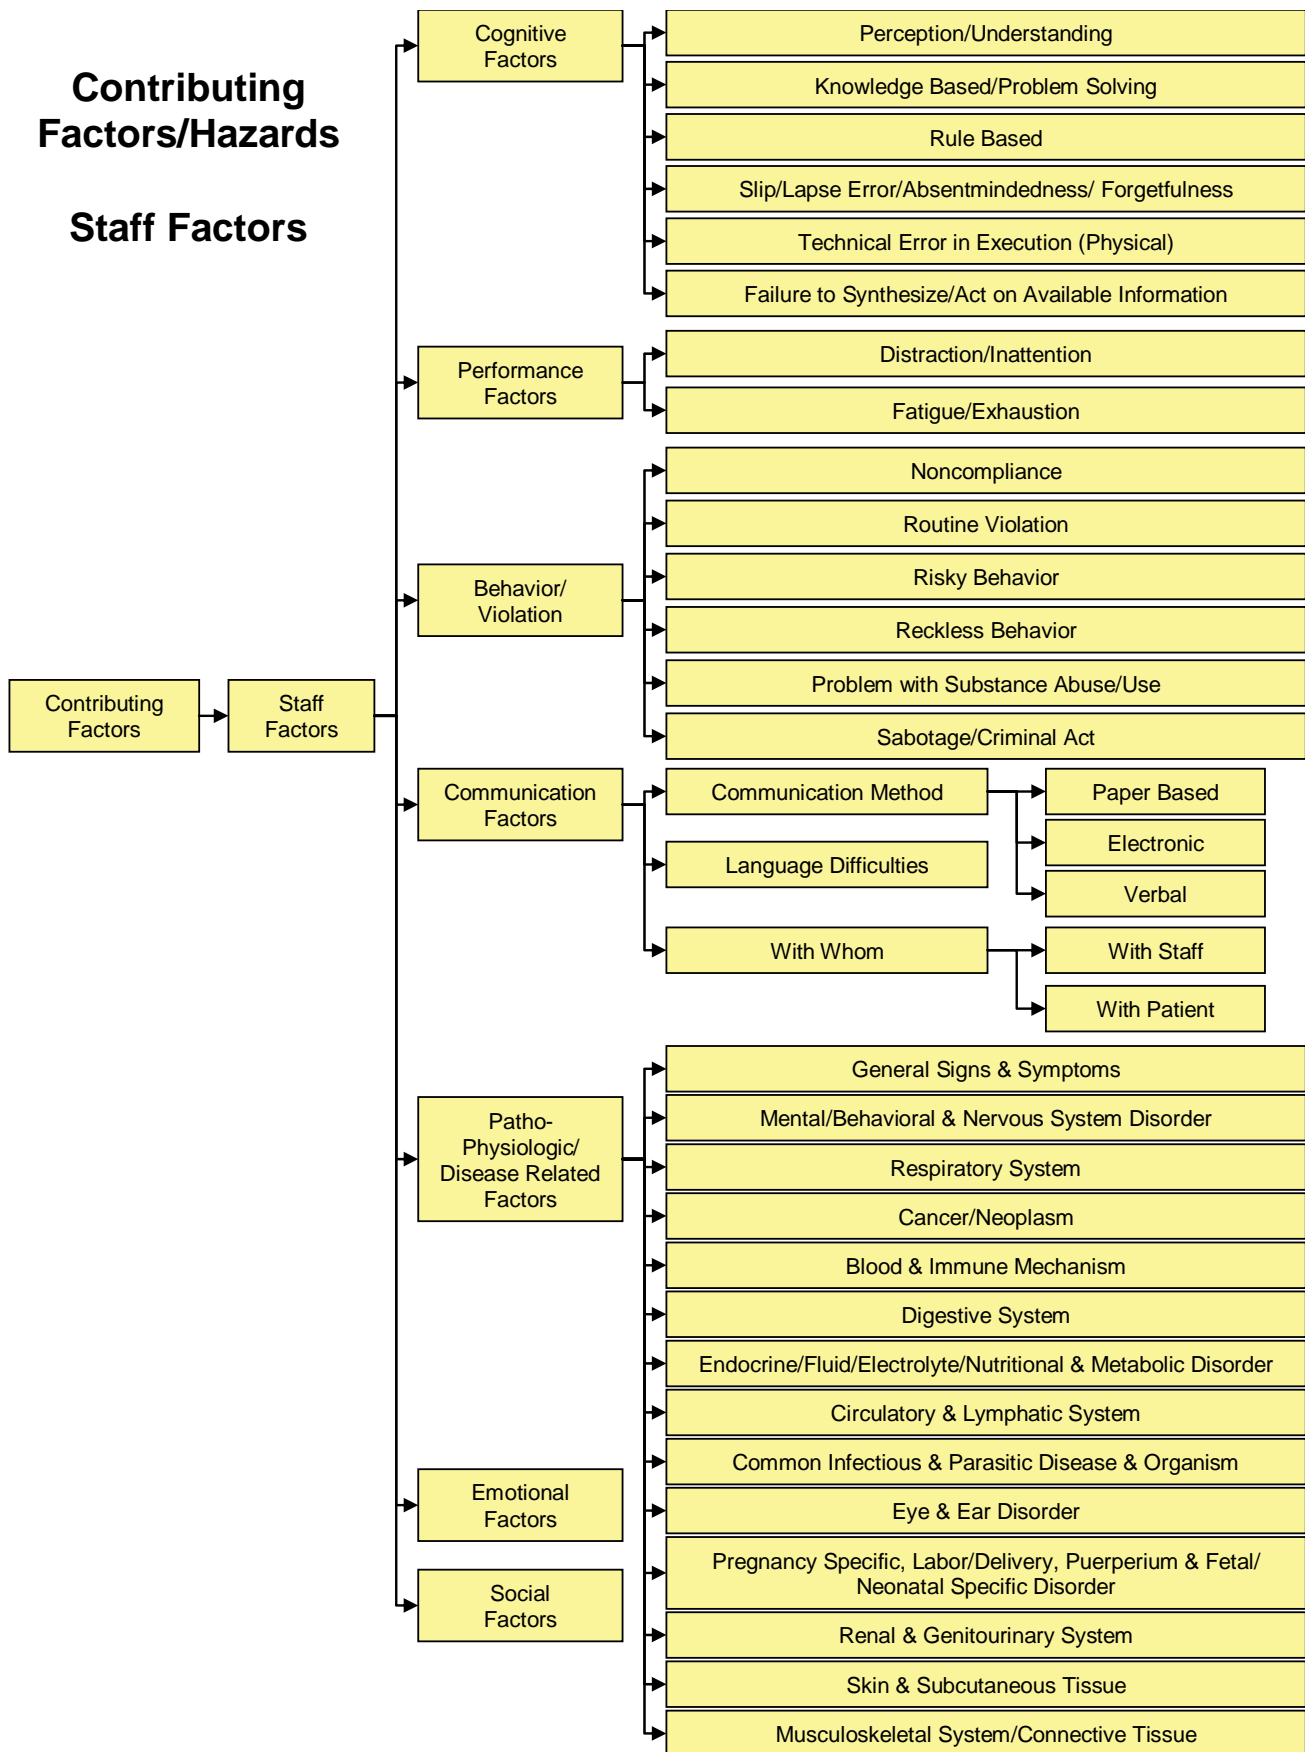 Contributing
Factors/Hazards
Staff Factors
Contributing
Factors
Staff
Factors
Cognitive
Factors
Perception/Understanding
Knowledge Based/Problem Solving
Rule Based
Slip/Lapse Error/Absentmindedness/ Forgetfulness
Technical Error in Execution (Physical)
Failure to Synthesize/Act on Available Information
Performance
Factors
Distraction/Inattention
Fatigue/Exhaustion
Behavior/
Violation
Noncompliance
Routine Violation
Risky Behavior
Reckless Behavior
Problem with Substance Abuse/Use
Sabotage/Criminal Act
Communication
Factors
Communication Method
Paper Based
Electronic
Verbal
Language Difficulties
With Whom
With Staff
With Patient
Patho-
Physiologic/
Disease Related
Factors
General Signs & Symptoms
Mental/Behavioral & Nervous System Disorder
Respiratory System
Cancer/Neoplasm
Blood & Immune Mechanism
Digestive System
Endocrine/Fluid/Electrolyte/Nutritional & Metabolic Disorder
Circulatory & Lymphatic System
Common Infectious & Parasitic Disease & Organism
Eye & Ear Disorder
Pregnancy Specific, Labor/Delivery, Puerperium & Fetal/
Neonatal Specific Disorder
Renal & Genitourinary System
Skin & Subcutaneous Tissue
Musculoskeletal System/Connective Tissue
Emotional
Factors
Social
Factors